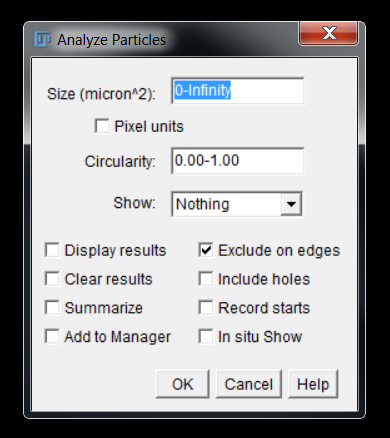 Analyze Particles
Size (micron^2): 0-Infinity
Pixel units
Circularity: 0.00-1.00
Show: Nothing
Display results Exclude on edges
Clear results Include holes
Summarize Record starts
Add to Manager In situ Show
OK Cancel Help